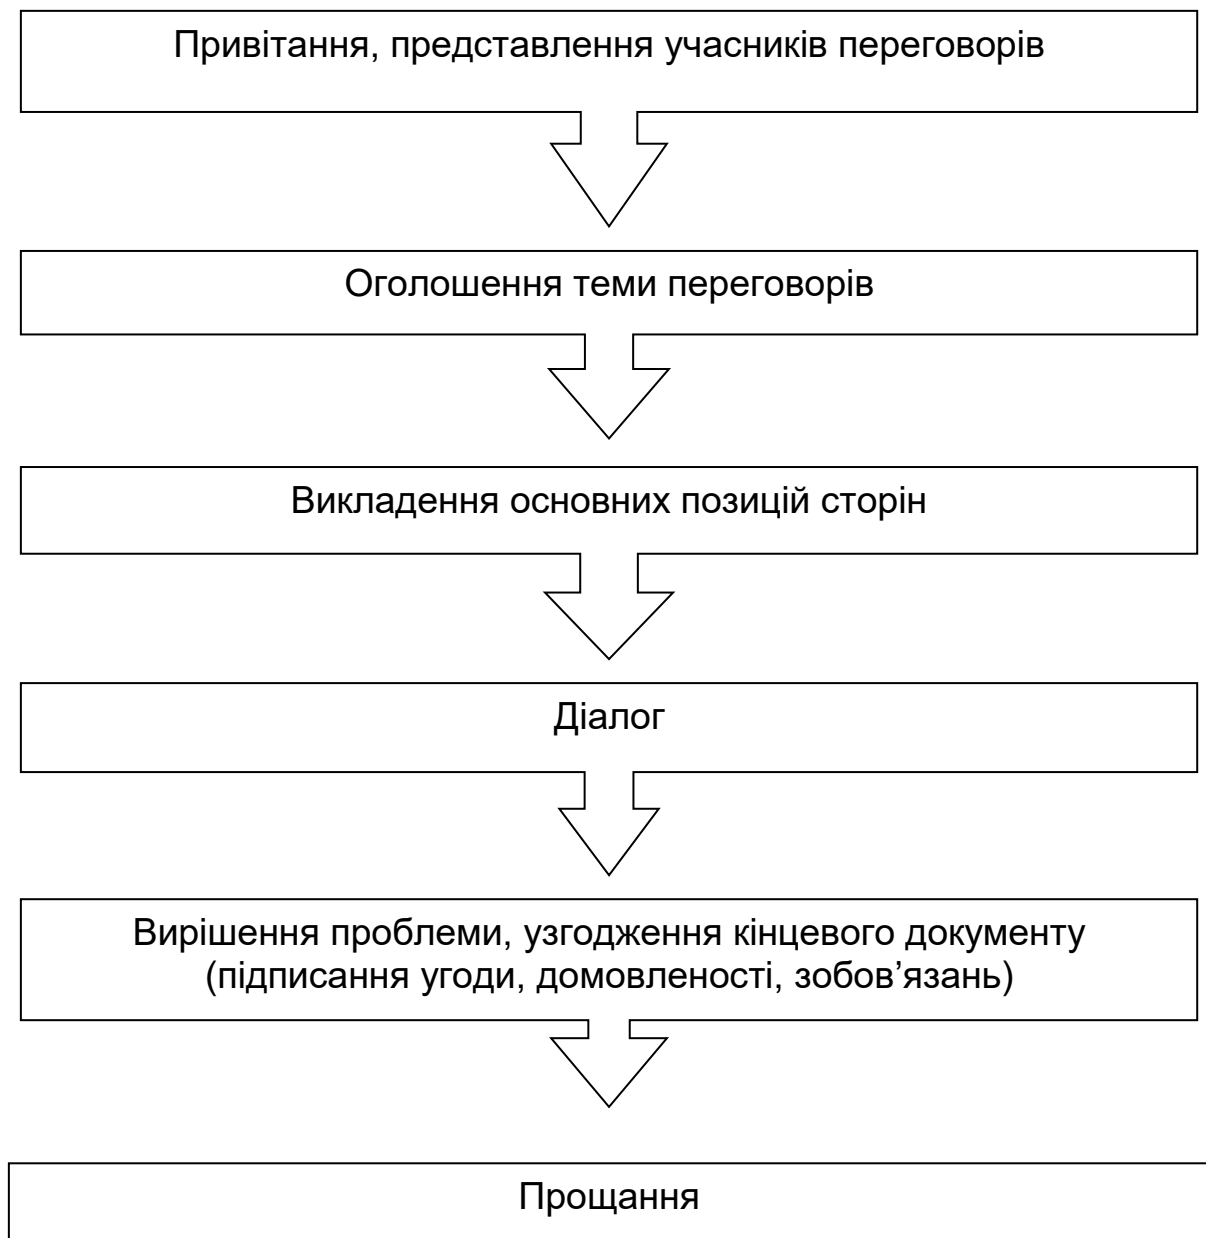 Привітання, представлення учасників переговорів
Оголошення теми переговорів
Викладення основних позицій сторін
Діалог
Вирішення проблеми, узгодження кінцевого документу
(підписання угоди, домовленості, зобов’язань)
Прощання